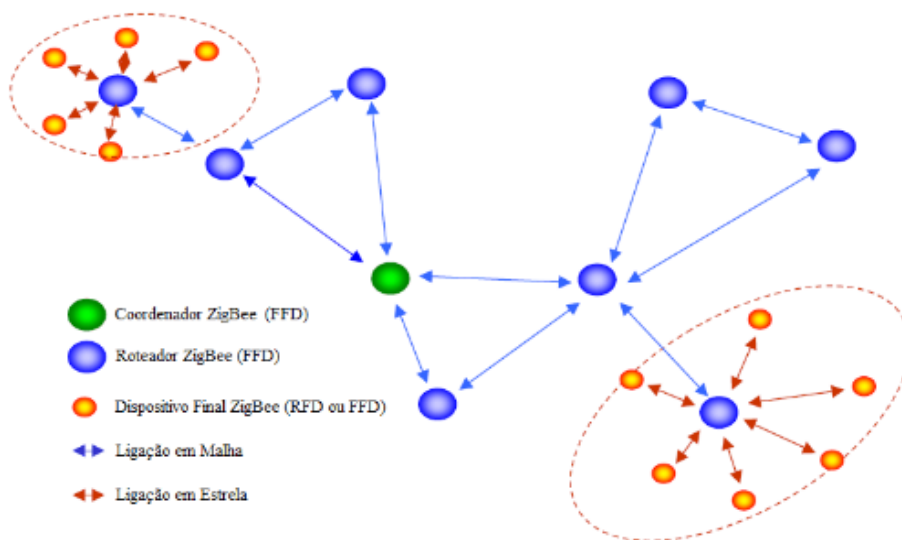 Coordenador ZigBee (FFD)
Roteador ZigBee (FFD)
Dispositivo Final ZigBee (RFD ou FFD)
Ligação em Malha
Ligação em Estrela